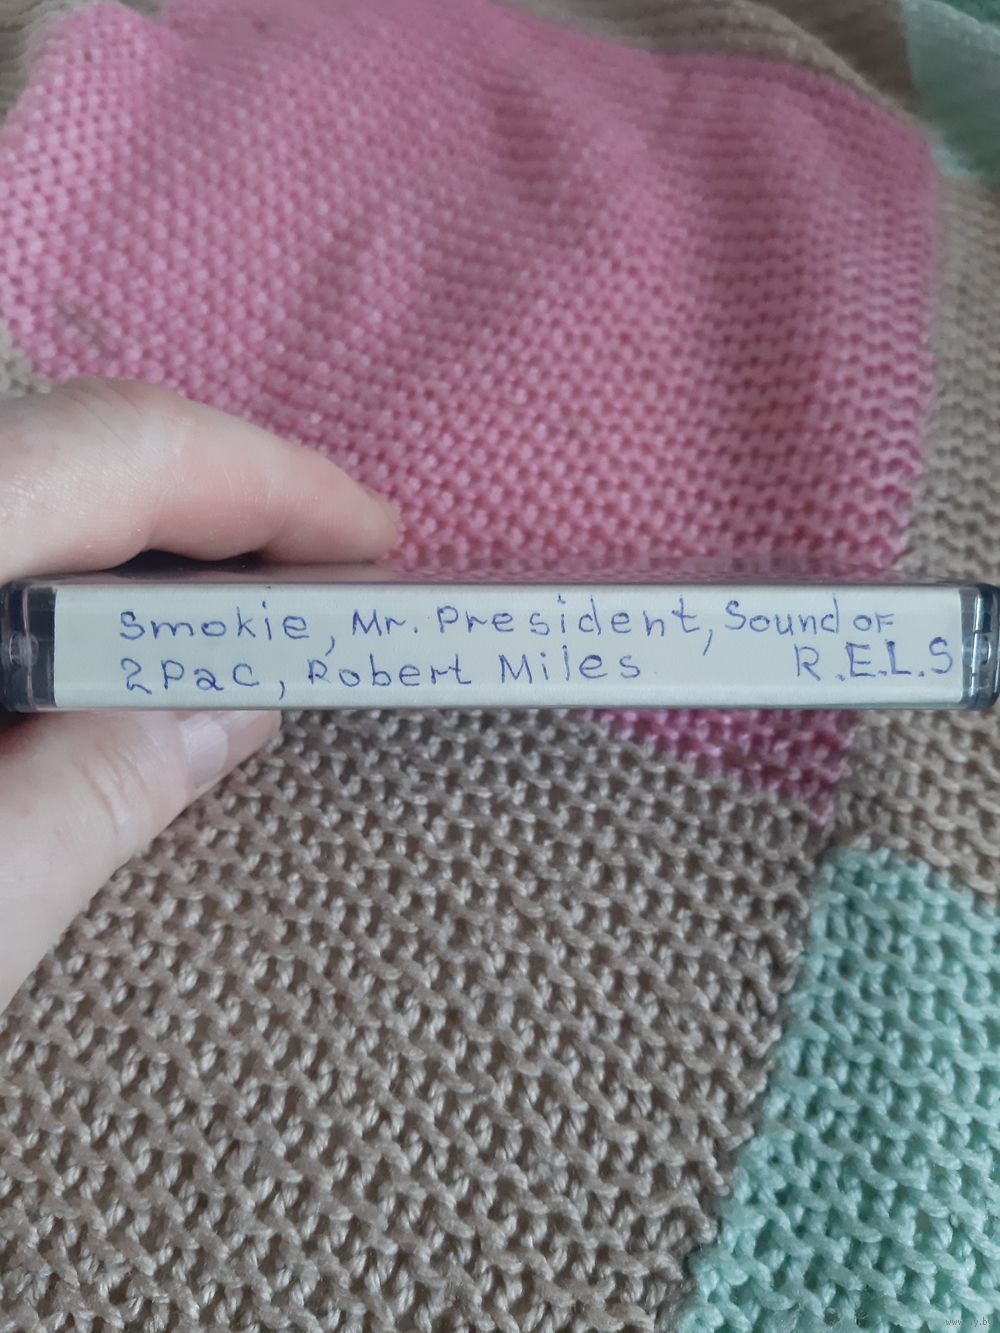 Smokie, Mr. President, Sound of
2Pac, Robert Miles R.E.L.S